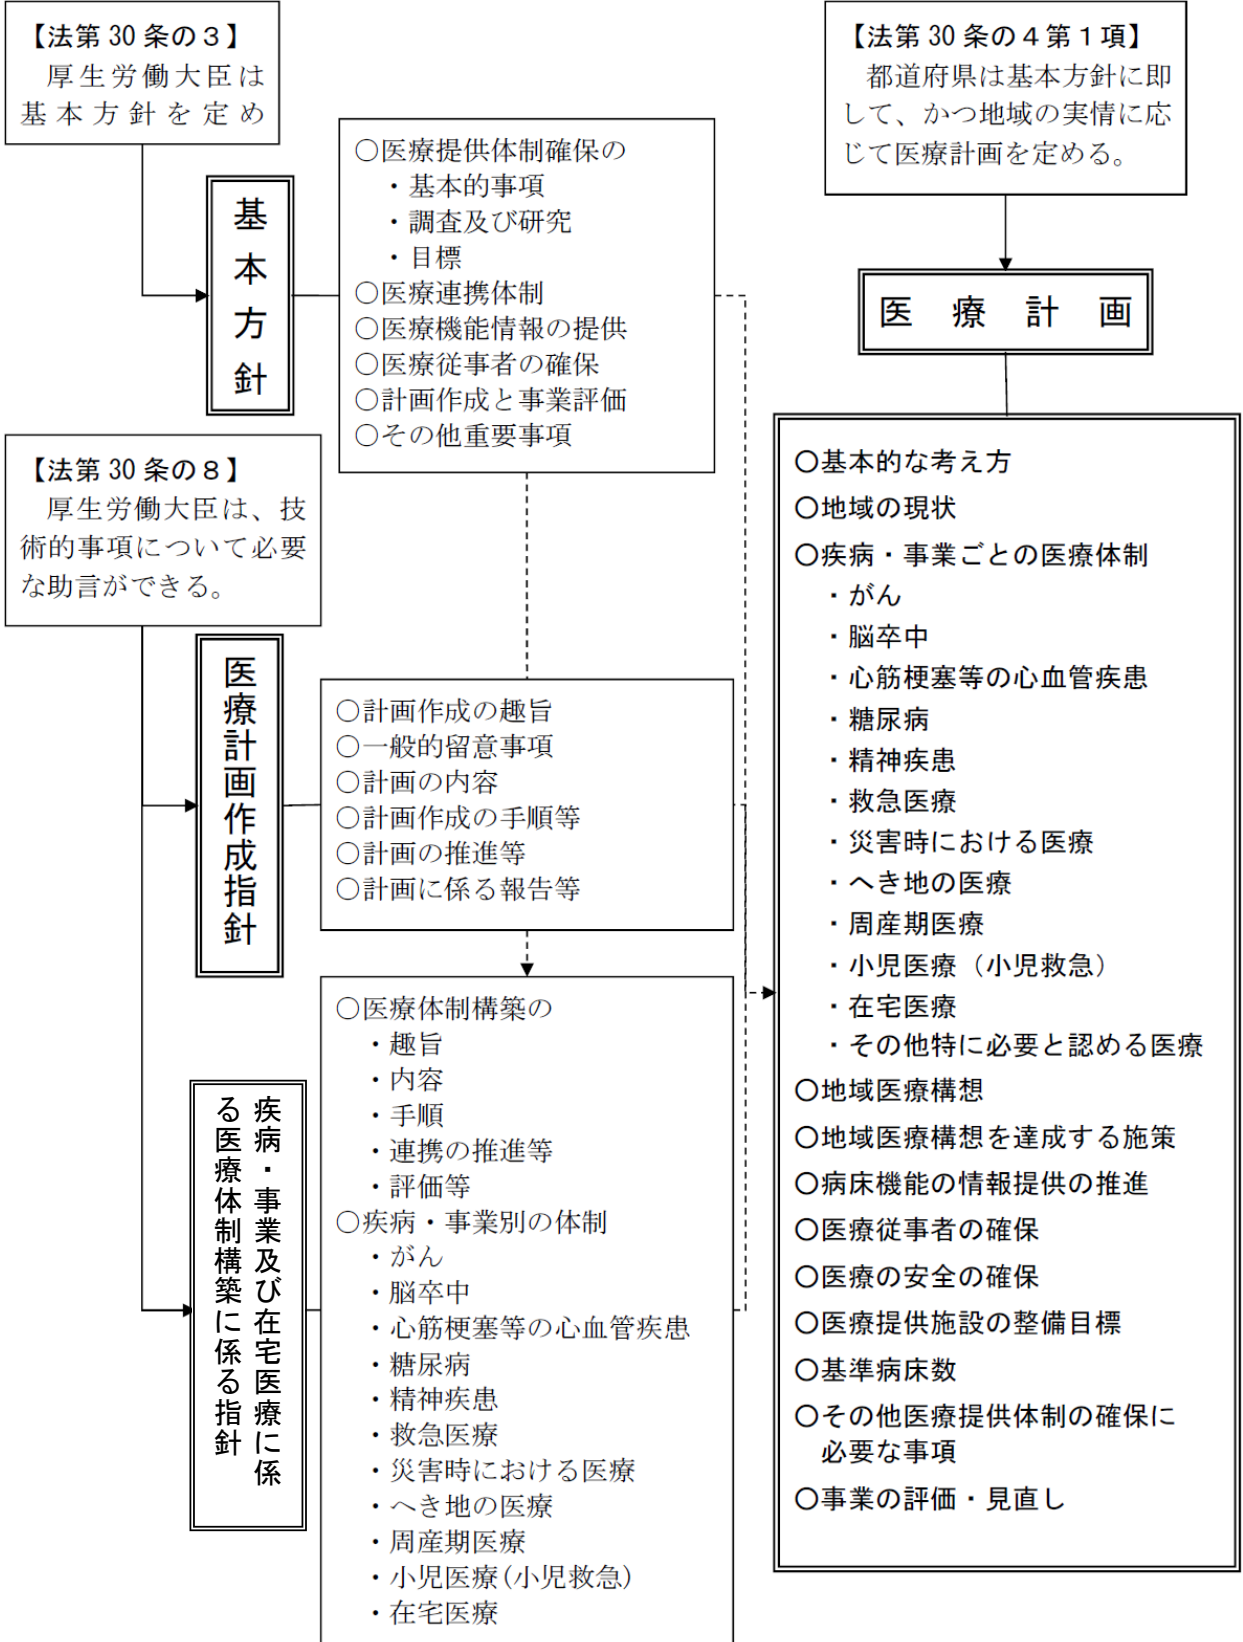 【法第30条の３】
厚生労働大臣は
基本方針を定め
基本方針
○医療提供体制確保の
・基本的事項
・調査及び研究
・目標
○医療連携体制
○医療機能情報の提供
○医療従事者の確保
○計画作成と事業評価
○その他重要事項
【法第30条の８】
厚生労働大臣は、技
術的事項について必要
な助言ができる。
医療計画作成指針
○計画作成の趣旨
○一般的留意事項
○計画の内容
○計画作成の手順等
○計画の推進等
○計画に係る報告等
疾病・事業及び在宅医療に係
る医療体制構築に係る指針
○医療体制構築の
・趣旨
・内容
・手順
・連携の推進等
・評価等
○疾病・事業別の体制
・がん
・脳卒中
・心筋梗塞等の心血管疾患
・糖尿病
・精神疾患
・救急医療
・災害時における医療
・へき地の医療
・周産期医療
・小児医療(小児救急)
・在宅医療
【法第30条の４第１項】
都道府県は基本方針に即
して、かつ地域の実情に応
じて医療計画を定める。
医療計画
○基本的な考え方
○地域の現状
○疾病・事業ごとの医療体制
・がん
・脳卒中
・心筋梗塞等の心血管疾患
・糖尿病
・精神疾患
・救急医療
・災害時における医療
・へき地の医療
・周産期医療
・小児医療（小児救急）
・在宅医療
・その他特に必要と認める医療
○地域医療構想
○地域医療構想を達成する施策
○病床機能の情報提供の推進
○医療従事者の確保
○医療の安全の確保
○医療提供施設の整備目標
○基準病床数
○その他医療提供体制の確保に
必要な事項
○事業の評価・見直し